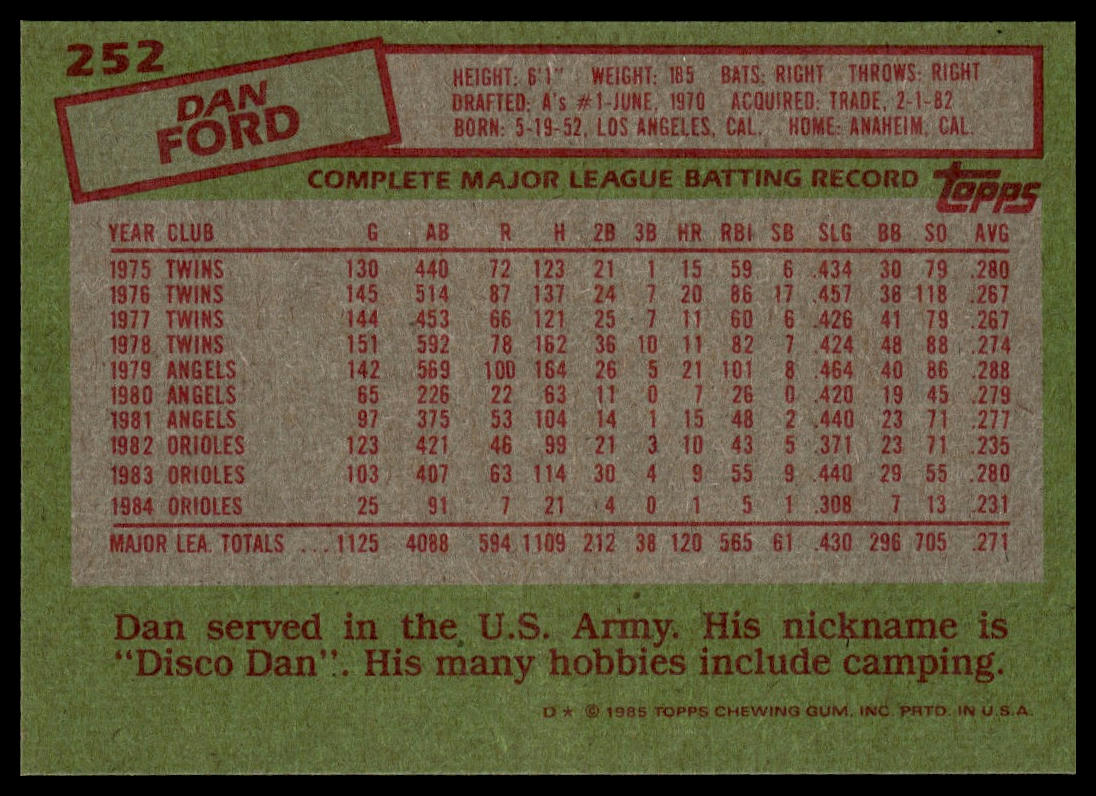 252
DAN
FORD
HEIGHT: 6'1" WEIGHT: 185 BATS: RIGHT THROWS: RIGHT
DRAFTED: A's #1-JUNE, 1970 ACQUIRED: TRADE, 2-1-82
BORN: 5-19-52, LOS ANGELES, CAL. HOME: ANAHEIM, CAL.
COMPLETE MAJOR LEAGUE BATTING RECORD topps
YEAR CLUB G AB R H 2B 3B HR RBI SB SLG BB SO AVG
1975 TWINS 130 440 72 123 21 1 15 59 6 .434 30 79 .280
1976 TWINS 145 514 87 137 24 7 20 86 17 .457 36 118 .267
1977 TWINS 144 453 66 121 25 7 11 60 6 .426 41 79 .267
1978 TWINS 151 592 78 162 36 10 11 82 7 .424 48 88 .274
1979 ANGELS 142 569 100 164 26 5 21 101 8 .464 40 86 .288
1980 ANGELS 65 226 22 63 11 0 7 26 0 .420 19 45 .279
1981 ANGELS 97 375 53 104 14 1 15 48 2 .440 23 71 .277
1982 ORIOLES 123 421 46 99 21 3 10 43 5 .371 23 71 .235
1983 ORIOLES 103 407 63 114 30 4 9 55 9 .440 29 55 .280
1984 ORIOLES 25 91 7 21 4 0 1 5 1 .308 7 13 .231
MAJOR LEA. TOTALS ... 1125 4088 594 1109 212 38 120 565 61 .430 296 705 .271
Dan served in the U.S. Army. His nickname is
"Disco Dan". His many hobbies include camping.
D ★ © 1985 TOPPS CHEWING GUM, INC. PRTD. IN U.S.A.